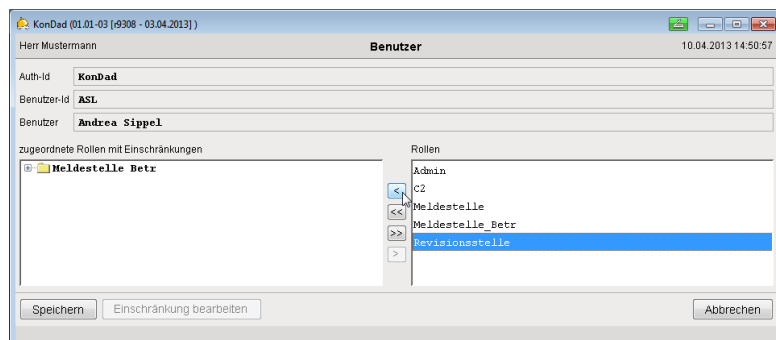 KonDad (01.01-03 [r9308 - 03.04.2013] )
Herr Mustermann Benutzer 10.04.2013 14:50:57
Auth-Id KonDad
Benutzer-Id ASL
Benutzer Andrea Sippel
zugeordnete Rollen mit Einschränkungen Rollen
Meldestelle Betr Admin
< C2
<< Meldestelle
Meldestelle_Betr
>> Revisionsstelle
>
Speichern Einschränkung bearbeiten Abbrechen